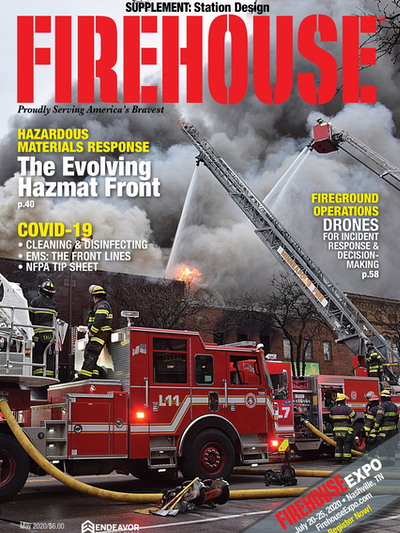 SUPPLEMENT: Station Design
FIREHOUSE
Proudly Serving America's Bravest
HAZARDOUS
MATERIALS RESPONSE
The Evolving
Hazmat Front
p.40
COVID-19
• CLEANING & DISINFECTING
• EMS: THE FRONT LINES
• NFPA TIP SHEET
FIREGROUND
OPERATIONS
DRONES
FOR INCIDENT
RESPONSE &
DECISION-
MAKING
p.58
L11
L7
FIREHOUSE EXPO
July 20-25, 2020 • Nashville, TN
FirehouseExpo.com
Register Now!
May 2020/$6.00
ENDEAVOR